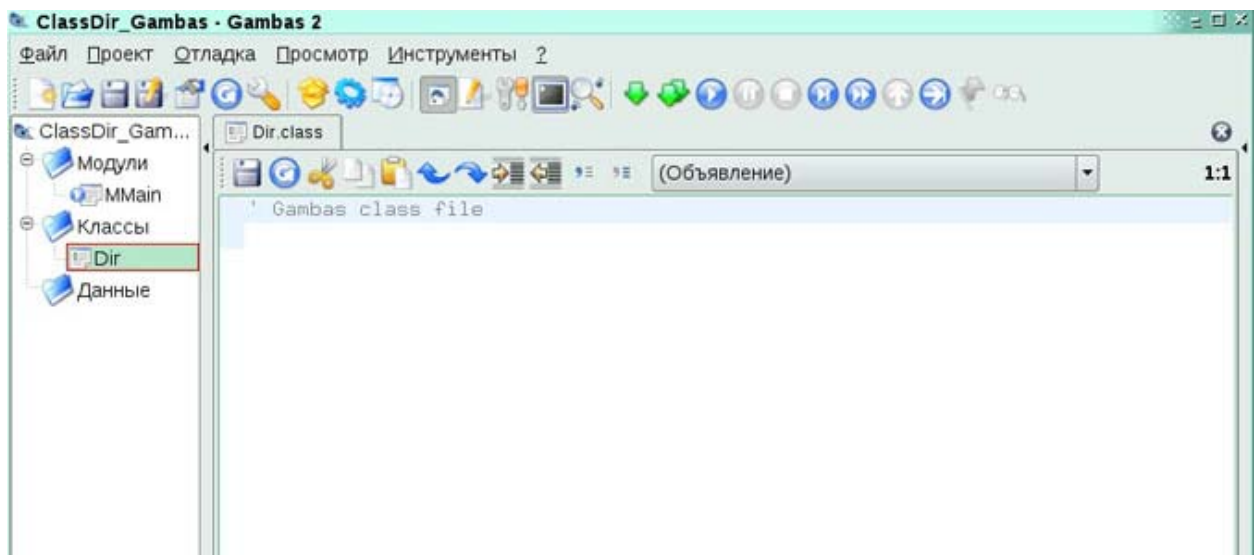 ClassDir_Gambas - Gambas 2
Файл Проект Отладка Просмотр Инструменты ?
ClassDir_Gam...
Dir.class
Модули
(Объявление)
1:1
MMain
' Gambas class file
Классы
Dir
Данные